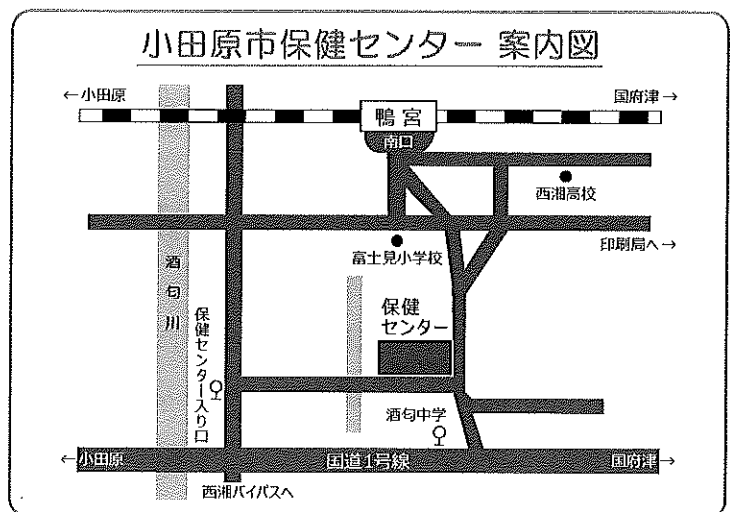 小田原市保健センター 案内図
←小田原
国府津→
鴨宮
南口
西湘高校
印刷局へ→
富士見小学校
酒匂川
保健センター入り口
保健
センター
酒匂中学
←小田原
国道1号線
国府津→
西湘バイパスへ